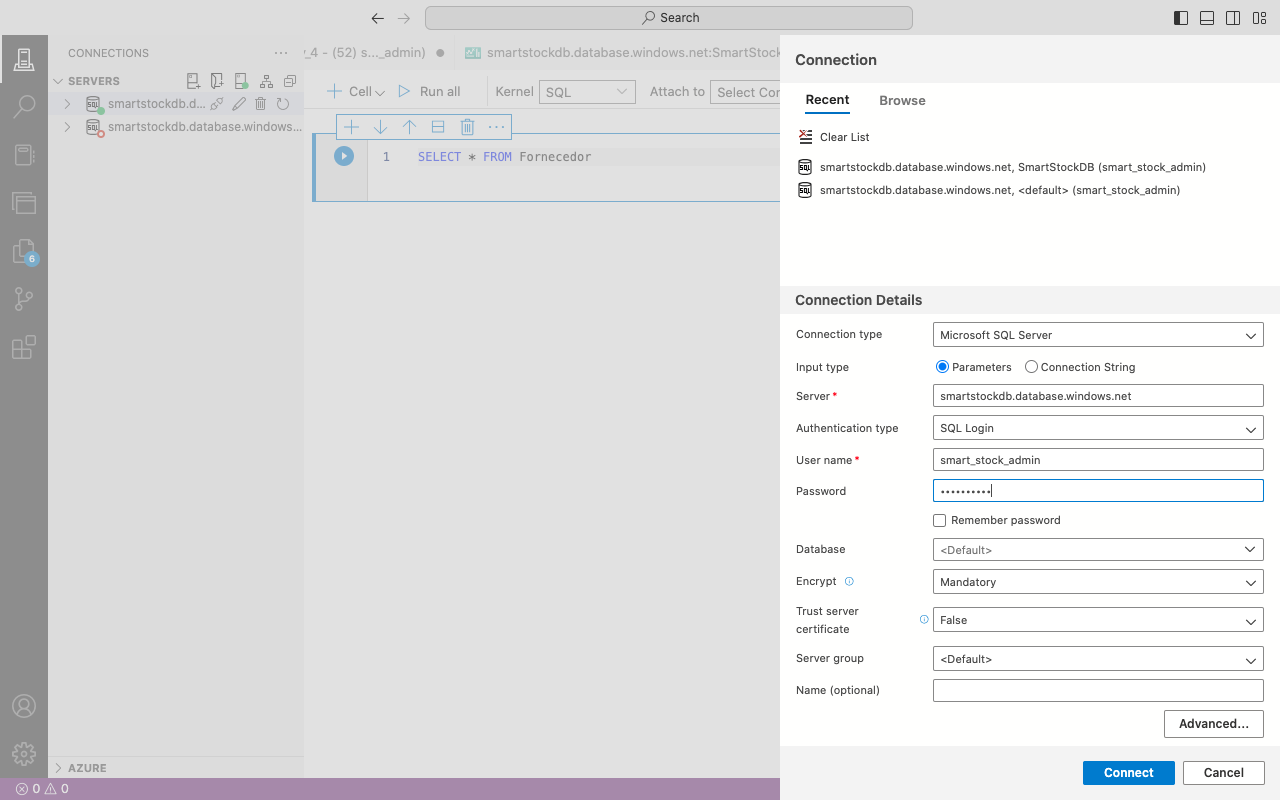 Search
CONNECTIONS
SERVERS
smartstockdb.d...
smartstockdb.database.windows...
6
AZURE
0 0
_4 - (52) s..._admin)
smartstockdb.database.windows.net:SmartStock
Cell
Run all
Kernel
SQL
Attach to
Select Con
1 SELECT * FROM Fornecedor
Connection
Recent
Browse
Clear List
smartstockdb.database.windows.net, SmartStockDB (smart_stock_admin)
smartstockdb.database.windows.net, <default> (smart_stock_admin)
Connection Details
Connection type
Microsoft SQL Server
Input type
Parameters
Connection String
Server*
smartstockdb.database.windows.net
Authentication type
SQL Login
User name*
smart_stock_admin
Password
••••••••••
Remember password
Database
<Default>
Encrypt
Mandatory
Trust server
certificate
False
Server group
<Default>
Name (optional)
Advanced...
Connect
Cancel